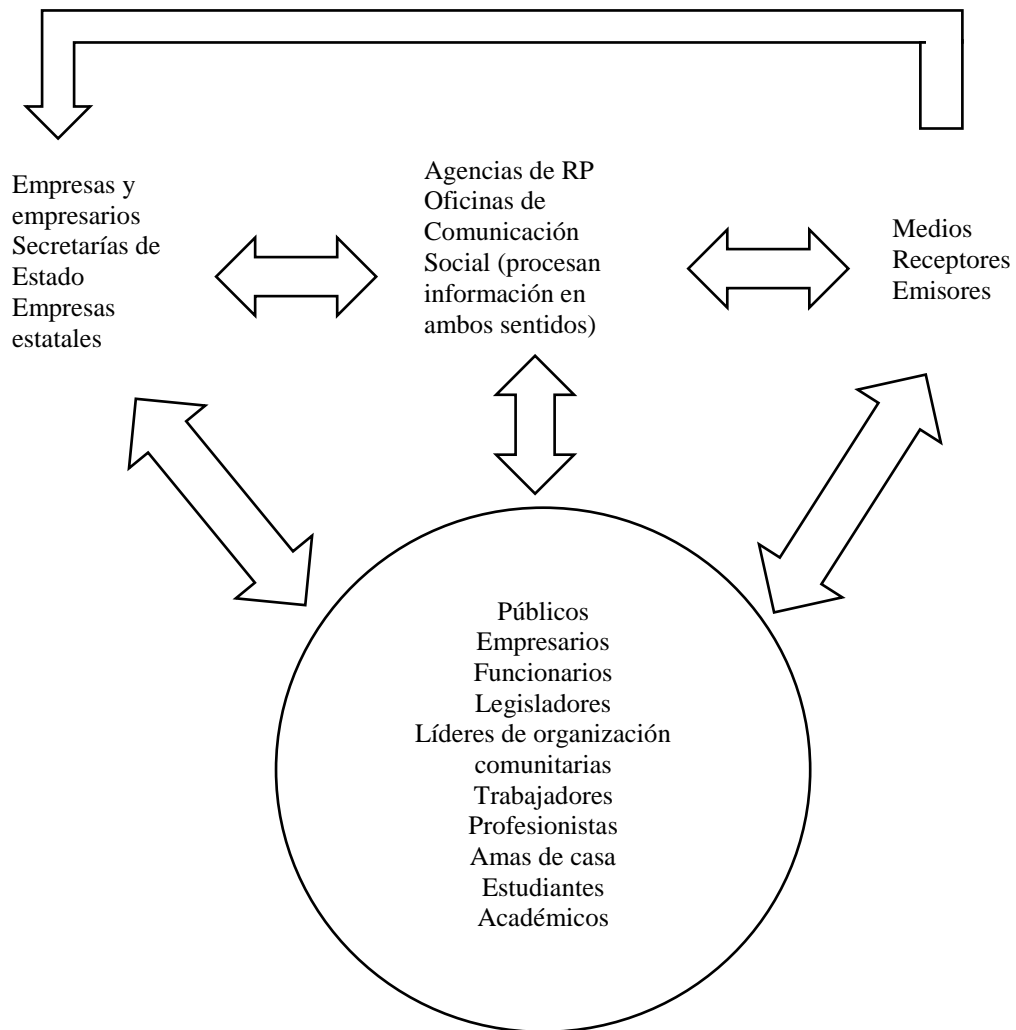 Empresas y
empresarios
Secretarías de
Estado
Empresas
estatales
Agencias de RP
Oficinas de
Comunicación
Social (procesan
información en
ambos sentidos)
Medios
Receptores
Emisores
Públicos
Empresarios
Funcionarios
Legisladores
Líderes de organización
comunitarias
Trabajadores
Profesionistas
Amas de casa
Estudiantes
Académicos